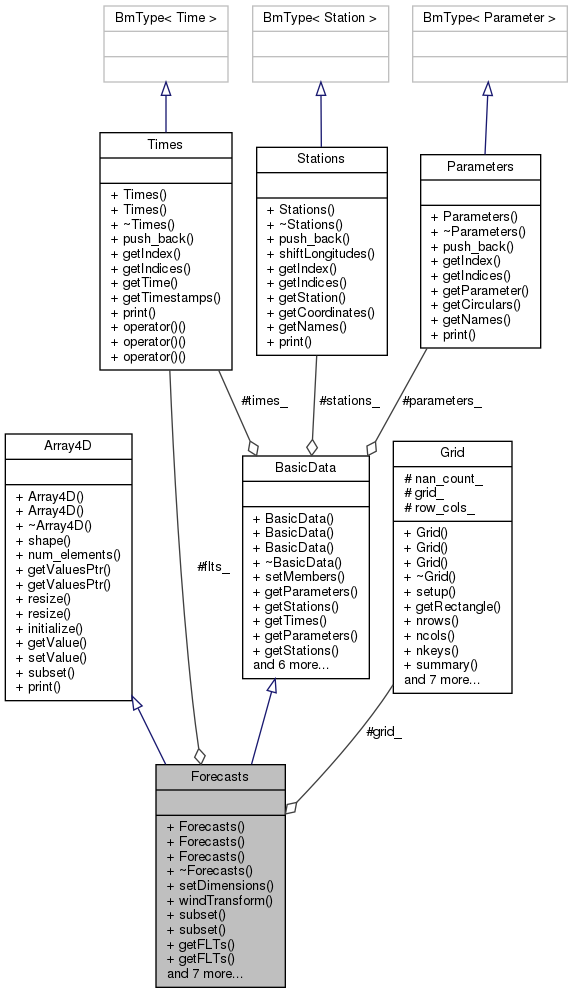 BmType< Time >
BmType< Station >
BmType< Parameter >
Times
+ Times()
+ Times()
+ ~Times()
+ push_back()
+ getIndex()
+ getIndices()
+ getTime()
+ getTimestamps()
+ print()
+ operator()()
+ operator()()
+ operator()()
Stations
+ Stations()
+ ~Stations()
+ push_back()
+ shiftLongitudes()
+ getIndex()
+ getIndices()
+ getStation()
+ getCoordinates()
+ getNames()
+ print()
Parameters
+ Parameters()
+ ~Parameters()
+ push_back()
+ getIndex()
+ getIndices()
+ getParameter()
+ getCirculars()
+ getNames()
+ print()
#times_
#stations_
#parameters_
Array4D
+ Array4D()
+ Array4D()
+ ~Array4D()
+ shape()
+ num_elements()
+ getValuesPtr()
+ getValuesPtr()
+ resize()
+ resize()
+ initialize()
+ getValue()
+ setValue()
+ subset()
+ print()
#flts_
BasicData
+ BasicData()
+ BasicData()
+ BasicData()
+ ~BasicData()
+ setMembers()
+ getParameters()
+ getStations()
+ getTimes()
+ getParameters()
+ getStations()
and 6 more...
Grid
# nan_count_
# grid_
# row_cols_
+ Grid()
+ Grid()
+ Grid()
+ ~Grid()
+ setup()
+ getRectangle()
+ nrows()
+ ncols()
+ nkeys()
+ summary()
and 7 more...
#grid_
Forecasts
+ Forecasts()
+ Forecasts()
+ Forecasts()
+ ~Forecasts()
+ setDimensions()
+ windTransform()
+ subset()
+ subset()
+ getFLTs()
+ getFLTs()
and 7 more...